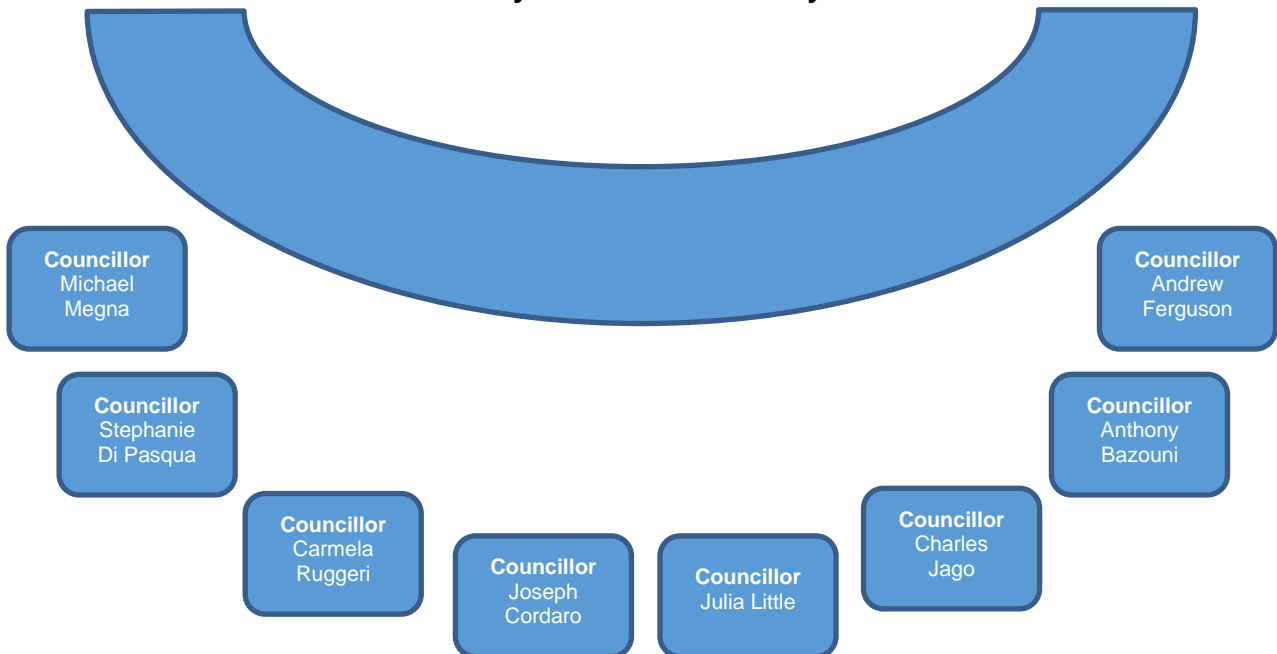 Councillor
Michael
Megna
Councillor
Stephanie
Di Pasqua
Councillor
Carmela
Ruggeri
Councillor
Joseph
Cordaro
Councillor
Julia Little
Councillor
Charles
Jago
Councillor
Anthony
Bazouni
Councillor
Andrew
Ferguson